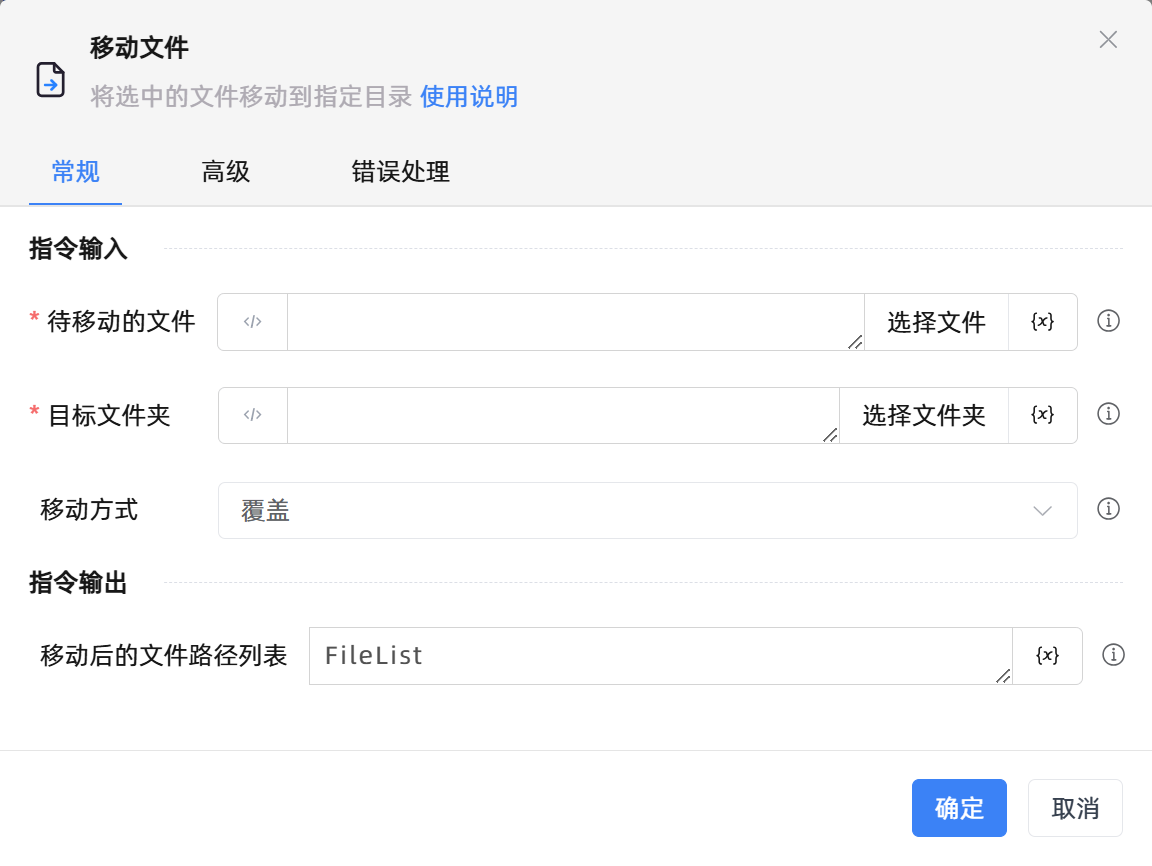 移动文件
将选中的文件移动到指定目录 使用说明
常规 高级 错误处理
指令输入
* 待移动的文件 </> 选择文件 {x}
* 目标文件夹 </> 选择文件夹 {x}
移动方式 覆盖
指令输出
移动后的文件路径列表 FileList {x}
确定 取消